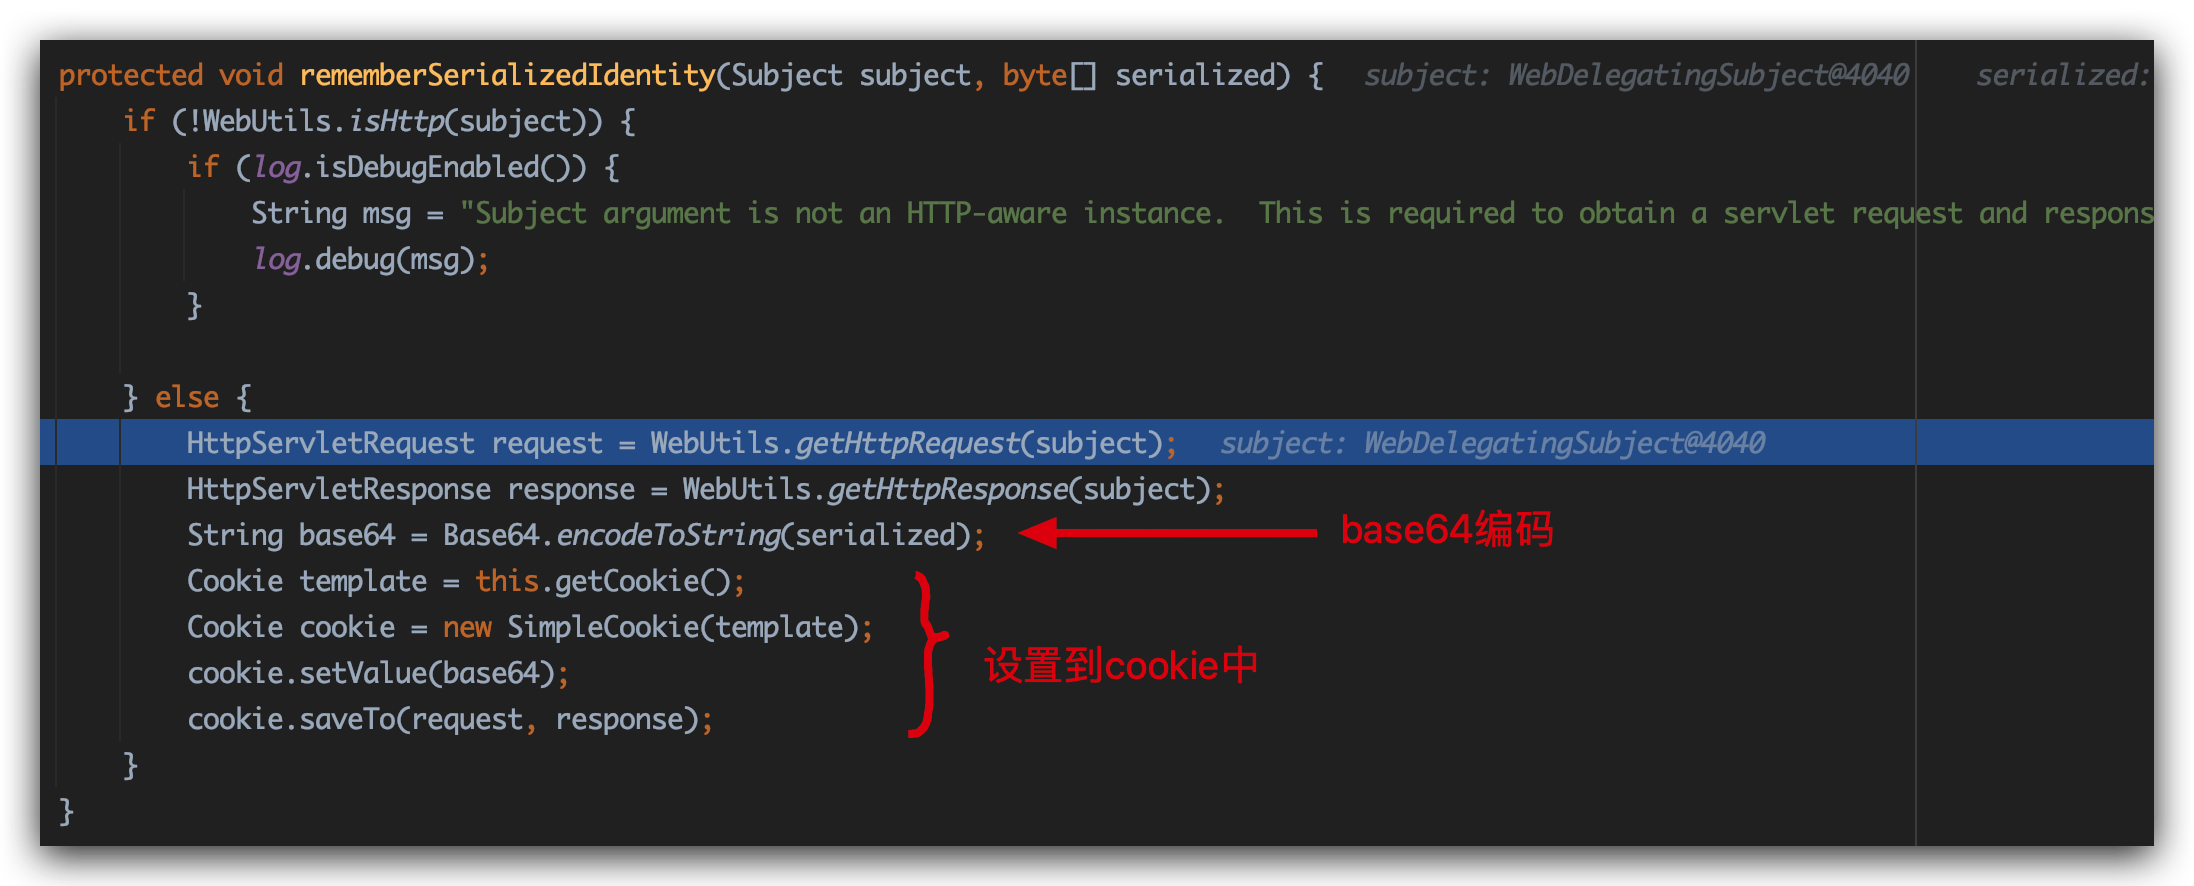 protected void rememberSerializedIdentity(Subject subject, byte[] serialized) {   subject: WebDelegatingSubject@4040    serialized:
    if (!WebUtils.isHttp(subject)) {
        if (log.isDebugEnabled()) {
            String msg = "Subject argument is not an HTTP-aware instance.  This is required to obtain a servlet request and respons
            log.debug(msg);
        }
    } else {
        HttpServletRequest request = WebUtils.getHttpRequest(subject);   subject: WebDelegatingSubject@4040
        HttpServletResponse response = WebUtils.getHttpResponse(subject);
        String base64 = Base64.encodeToString(serialized);   base64编码
        Cookie template = this.getCookie();
        Cookie cookie = new SimpleCookie(template);
设置到cookie中
        cookie.setValue(base64);
        cookie.saveTo(request, response);
    }
}